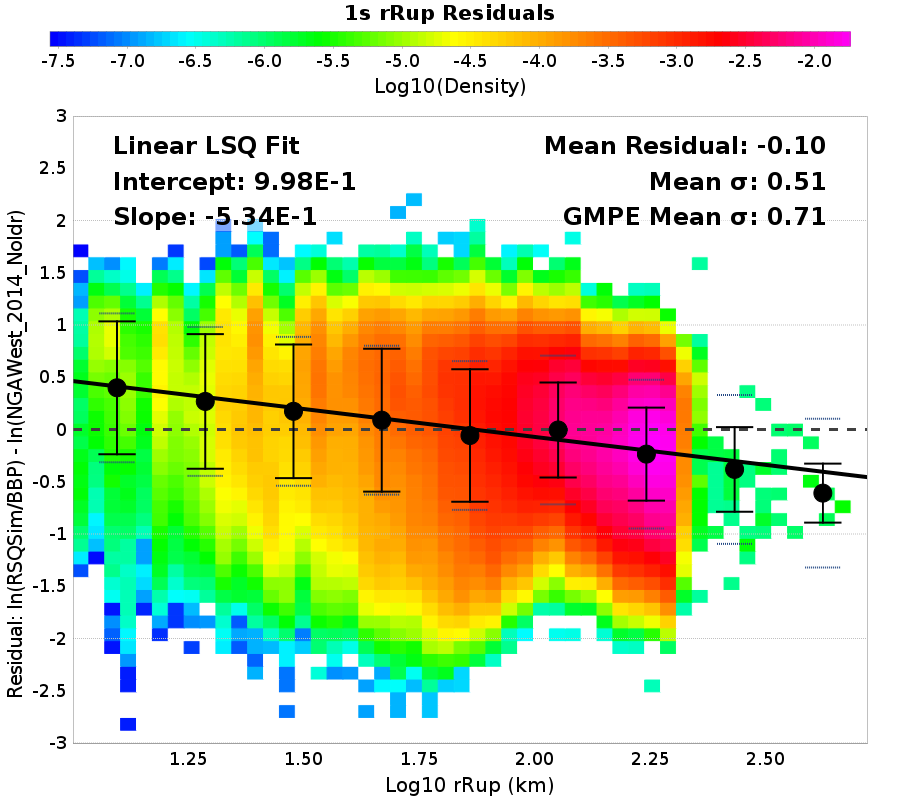 1s rRup Residuals
-7.5 -7.0 -6.5 -6.0 -5.5 -5.0 -4.5 -4.0 -3.5 -3.0 -2.5 -2.0
Log10(Density)
Linear LSQ Fit
Intercept: 9.98E-1
Slope: -5.34E-1
Mean Residual: -0.10
Mean σ: 0.51
GMPE Mean σ: 0.71
Residual: ln(RSQSim/BBP) - ln(NGAWest_2014_NoIdr)
3
2.5
2
1.5
1
0.5
0
-0.5
-1
-1.5
-2
-2.5
-3
1.25 1.50 1.75 2.00 2.25 2.50
Log10 rRup (km)